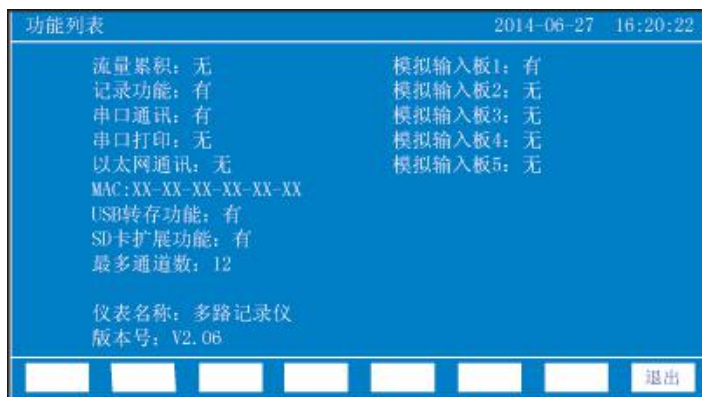 功能列表 2014-06-27 16:20:22
流量累积：无 模拟输入板1：有
记录功能：有 模拟输入板2：无
串口通讯：有 模拟输入板3：无
串口打印：无 模拟输入板4：无
以太网通讯：无 模拟输入板5：无
MAC:XX-XX-XX-XX-XX-XX
USB转存功能：有
SD卡扩展功能：有
最多通道数：12
仪表名称：多路记录仪
版本号：V2.06
退出